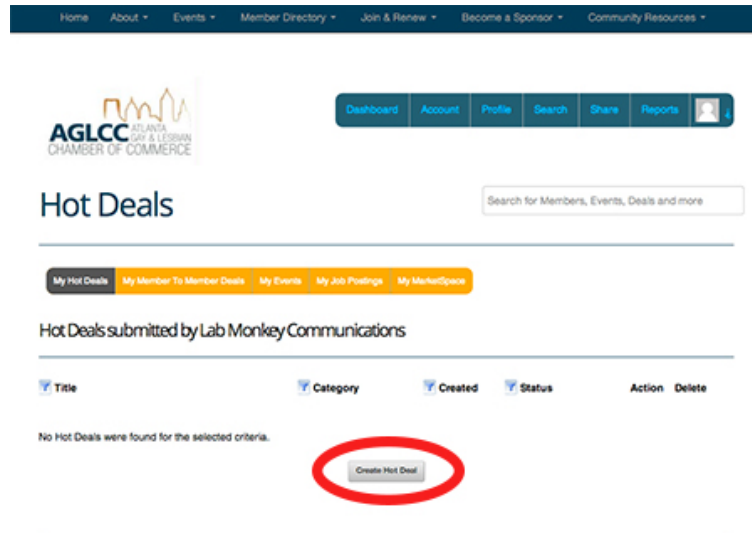 Home About Events Member Directory Join & Renew Become a Sponsor Community Resources
AGLCC ATLANTA
GAY & LESBIAN
CHAMBER OF COMMERCE
Dashboard Account Profile Search Share Reports
Hot Deals
Search for Members, Events, Deals and more
My Hot Deals My Member To Member Deals My Events My Job Postings My MarketSpace
Hot Deals submitted by Lab Monkey Communications
Title Category Created Status Action Delete
No Hot Deals were found for the selected criteria.
Create Hot Deal